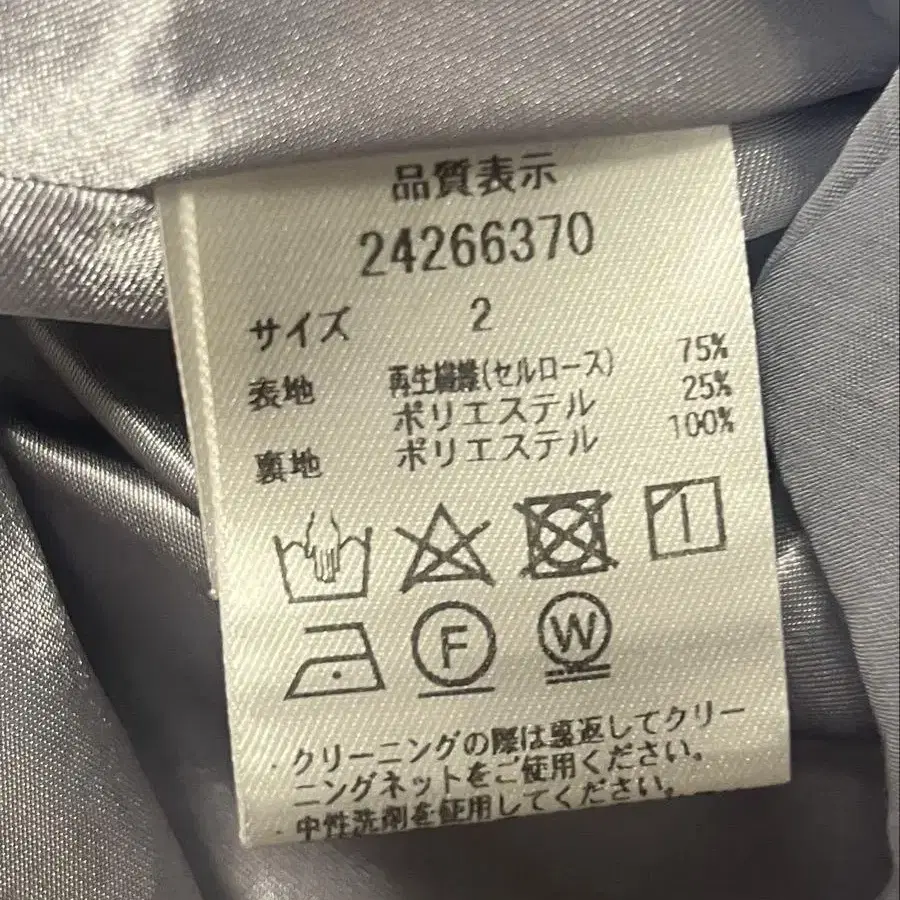 品質表示
24266370
サイズ 2
表地 再生繊維(セルロース) 75%
ポリエステル 25%
裏地 ポリエステル 100%
F W
・クリーニングの際は裏返してクリー
ニングネットをご使用ください。
・中性洗剤を使用してください。